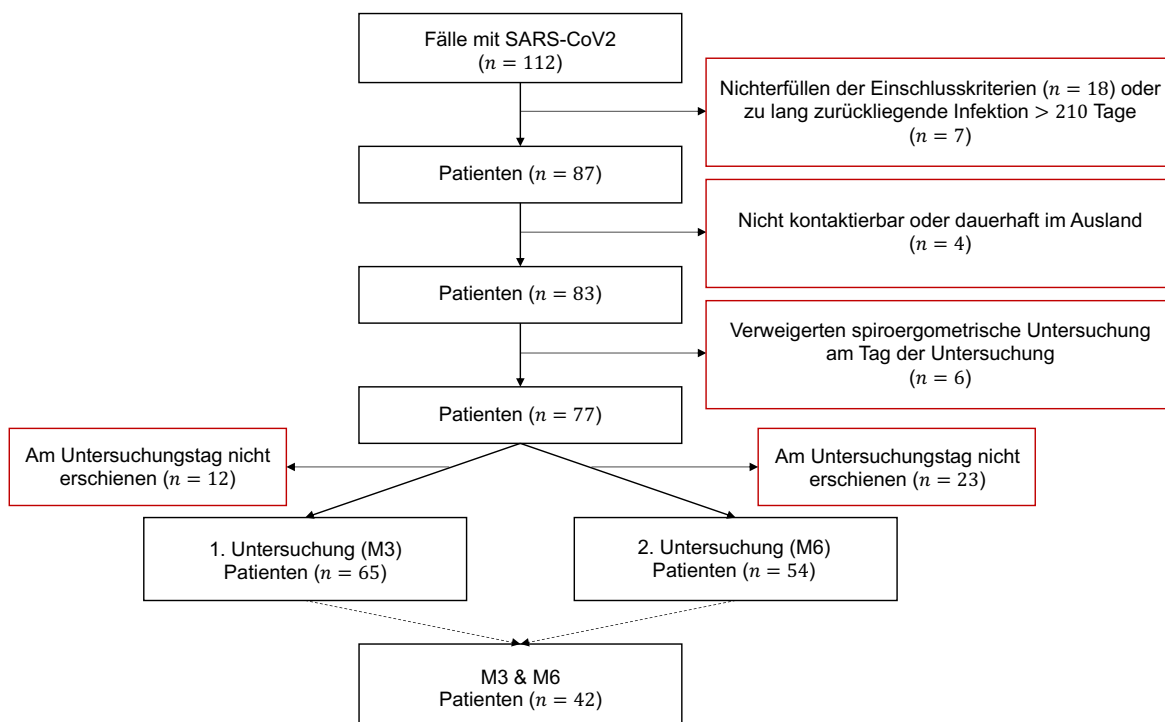 Fälle mit SARS-CoV2
(n = 112)
Nichterfüllen der Einschlusskriterien (n = 18) oder
zu lang zurückliegende Infektion > 210 Tage
(n = 7)
Patienten (n = 87)
Nicht kontaktierbar oder dauerhaft im Ausland
(n = 4)
Patienten (n = 83)
Verweigerten spiroergometrische Untersuchung
am Tag der Untersuchung
(n = 6)
Patienten (n = 77)
Am Untersuchungstag nicht
erschienen (n = 12)
Am Untersuchungstag nicht
erschienen (n = 23)
1. Untersuchung (M3)
Patienten (n = 65)
2. Untersuchung (M6)
Patienten (n = 54)
M3 & M6
Patienten (n = 42)